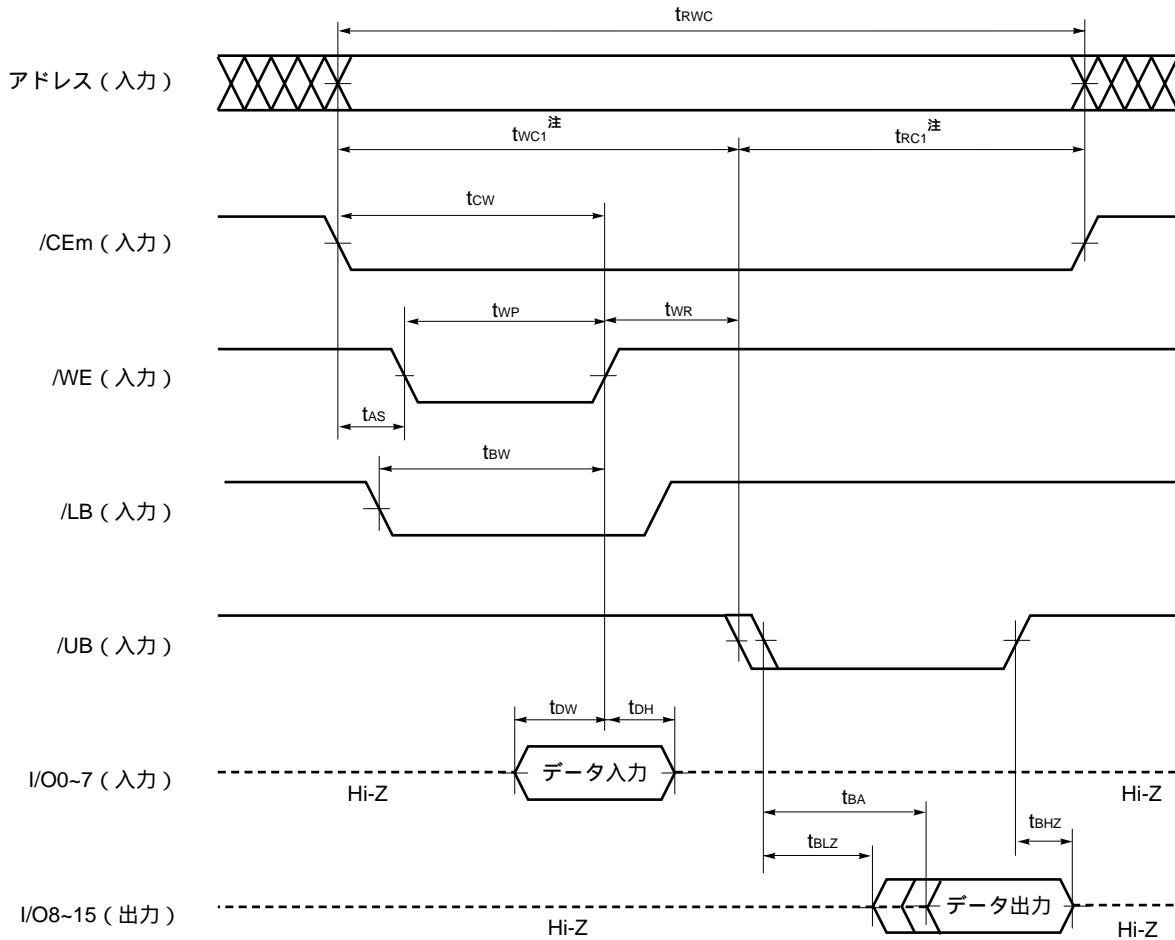 tRWC
アドレス（入力）
tWC1注
tRC1注
tCW
/CEm（入力）
tWP
tWR
/WE（入力）
tAS
tBW
/LB（入力）
/UB（入力）
tDW
tDH
I/O0~7（入力）
データ入力
Hi-Z
Hi-Z
tBA
tBHZ
tBLZ
I/O8~15（出力）
データ出力
Hi-Z
Hi-Z